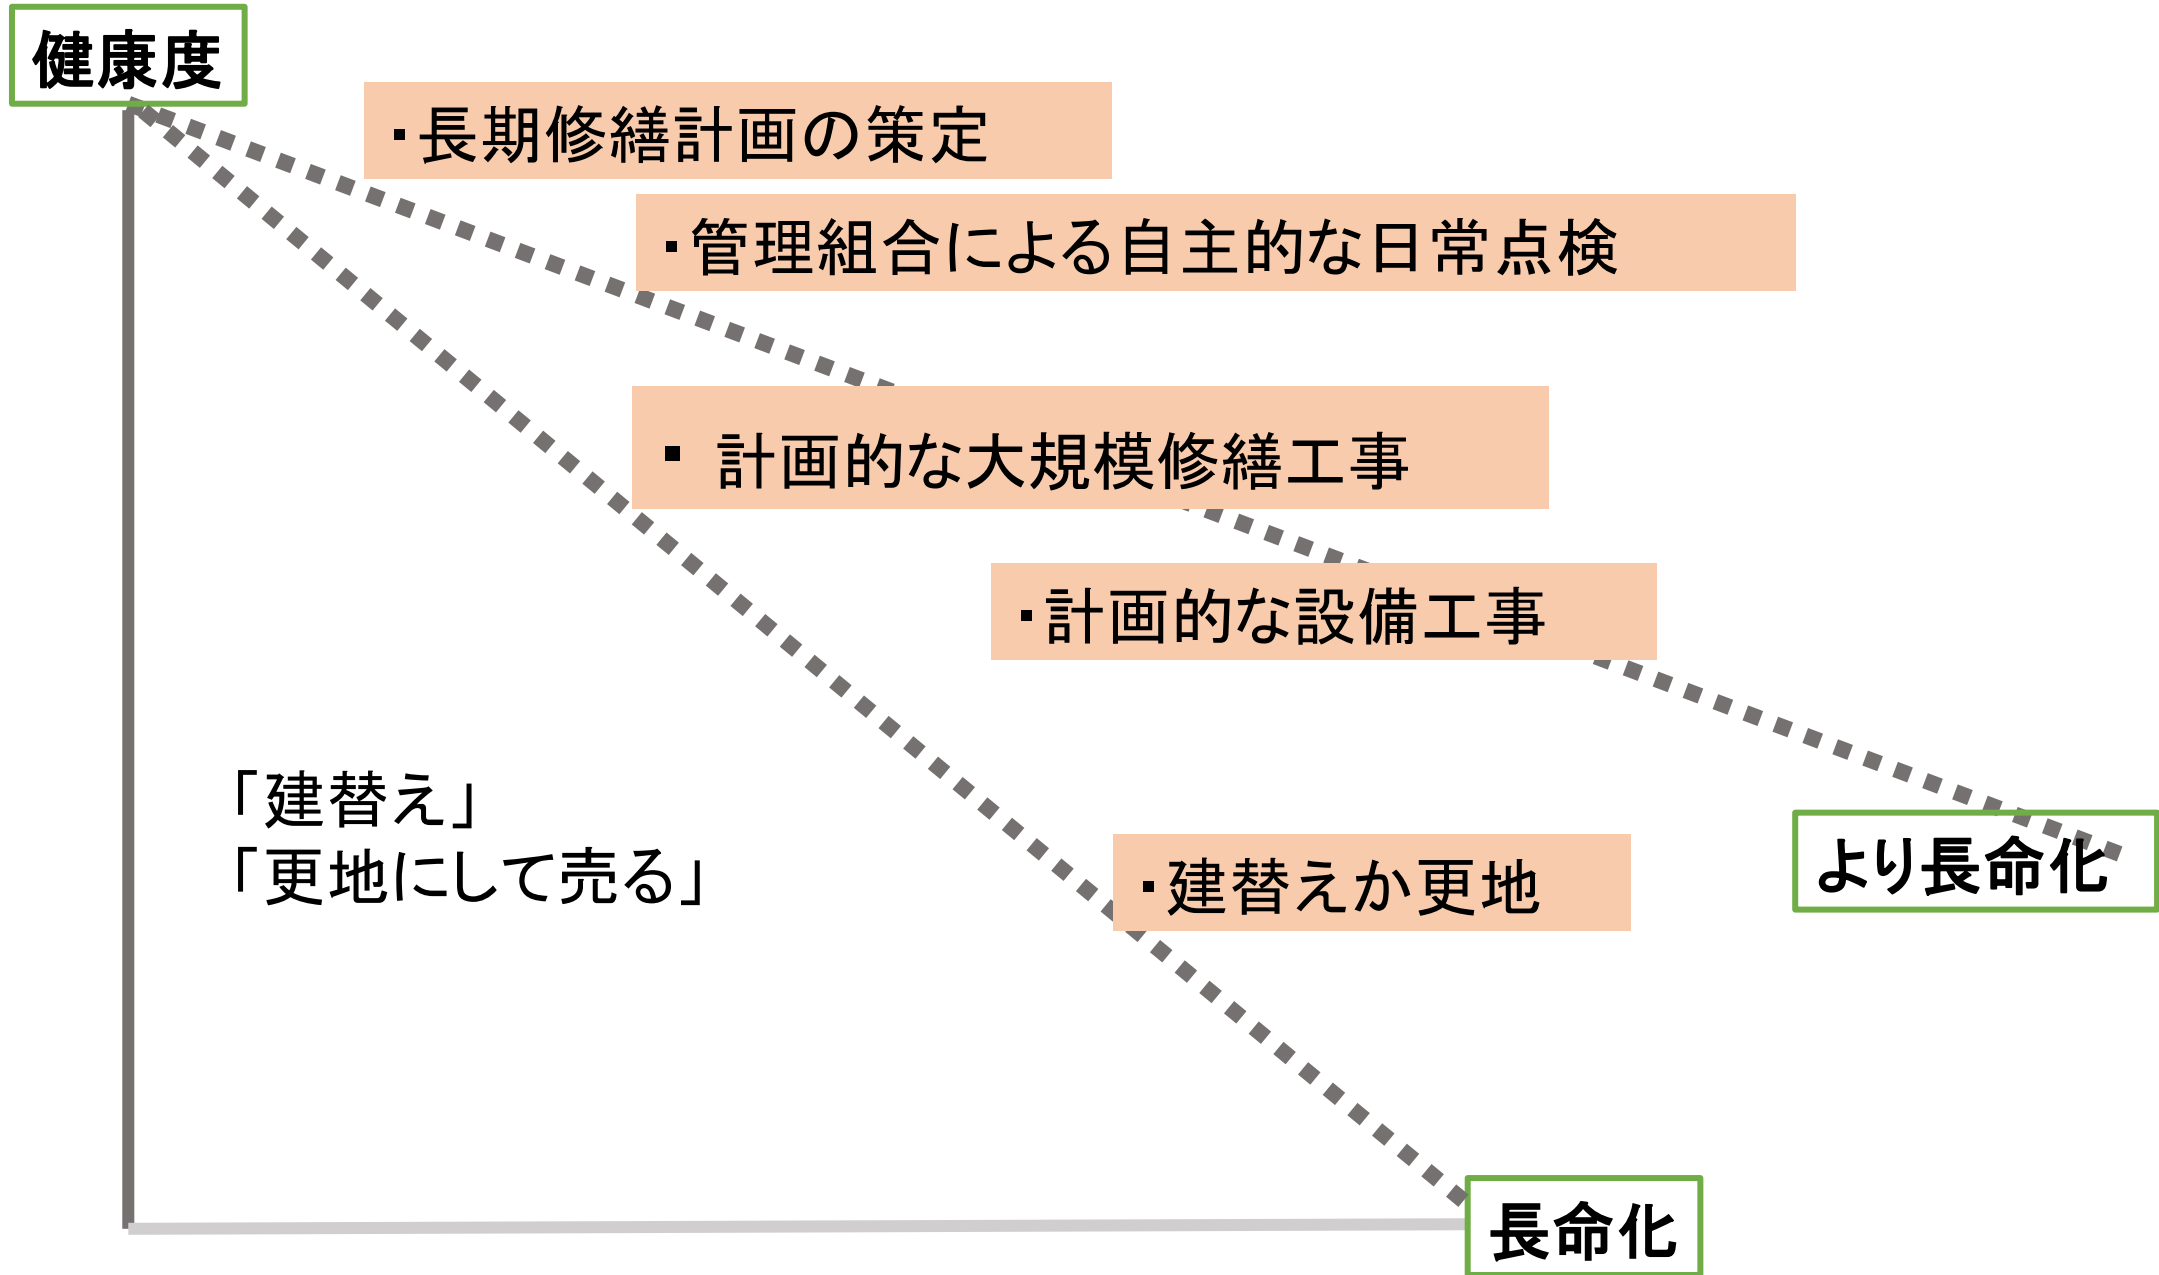 健康度
・長期修繕計画の策定
・管理組合による自主的な日常点検
・計画的な大規模修繕工事
・計画的な設備工事
「建替え」
「更地にして売る」
・建替えか更地
より長命化
長命化